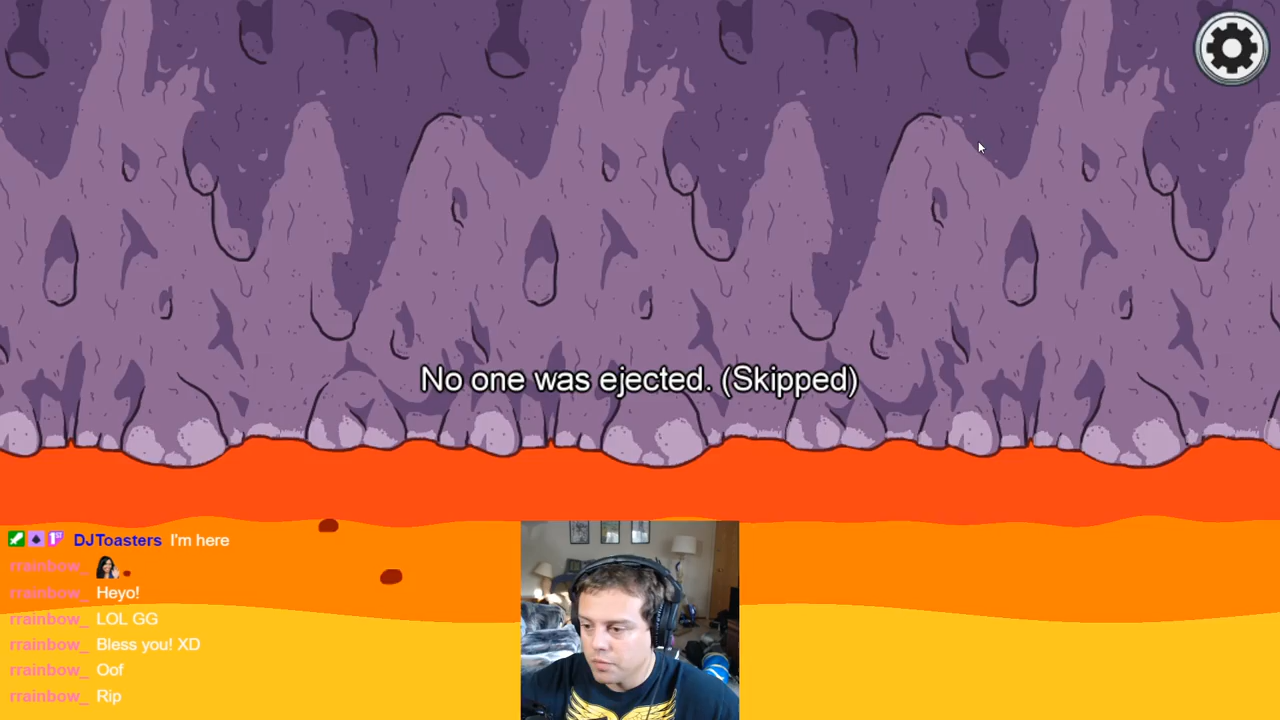 No one was ejected. (Skipped)
1st DJToasters I'm here
rrainbow_
rrainbow_ Heyo!
rrainbow_ LOL GG
rrainbow_ Bless you! XD
rrainbow_ Oof
rrainbow_ Rip